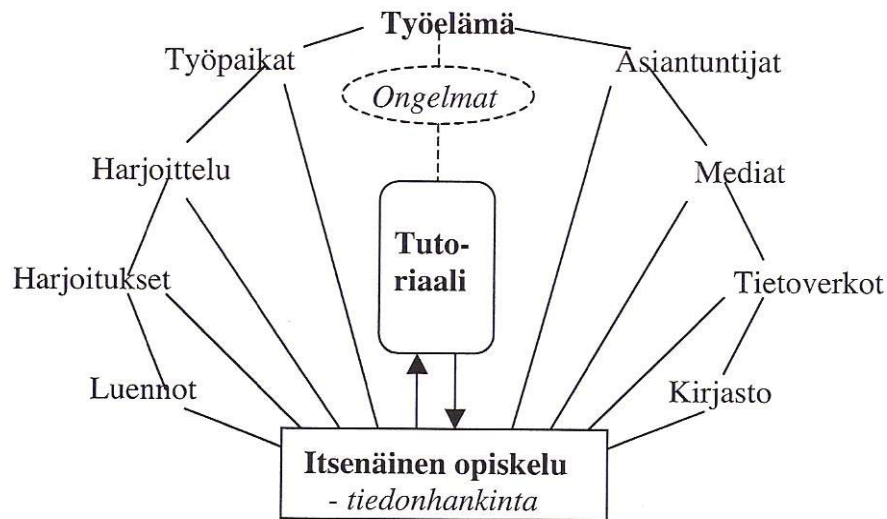 Työelämä
Työpaikat
Asiantuntijat
Ongelmat
Harjoittelu
Mediat
Tuto-
riaali
Harjoitukset
Tietoverkot
Luennot
Kirjasto
Itsenäinen opiskelu
- tiedonhankinta